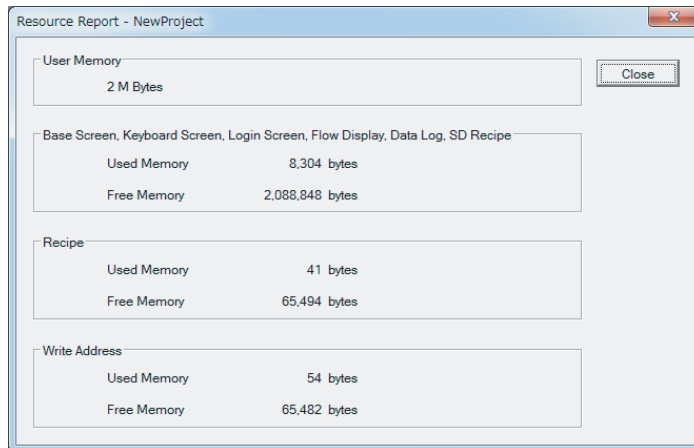 Resource Report - NewProject
User Memory
Close
2 M Bytes
Base Screen, Keyboard Screen, Login Screen, Flow Display, Data Log, SD Recipe
Used Memory 8,304 bytes
Free Memory 2,088,848 bytes
Recipe
Used Memory 41 bytes
Free Memory 65,494 bytes
Write Address
Used Memory 54 bytes
Free Memory 65,482 bytes